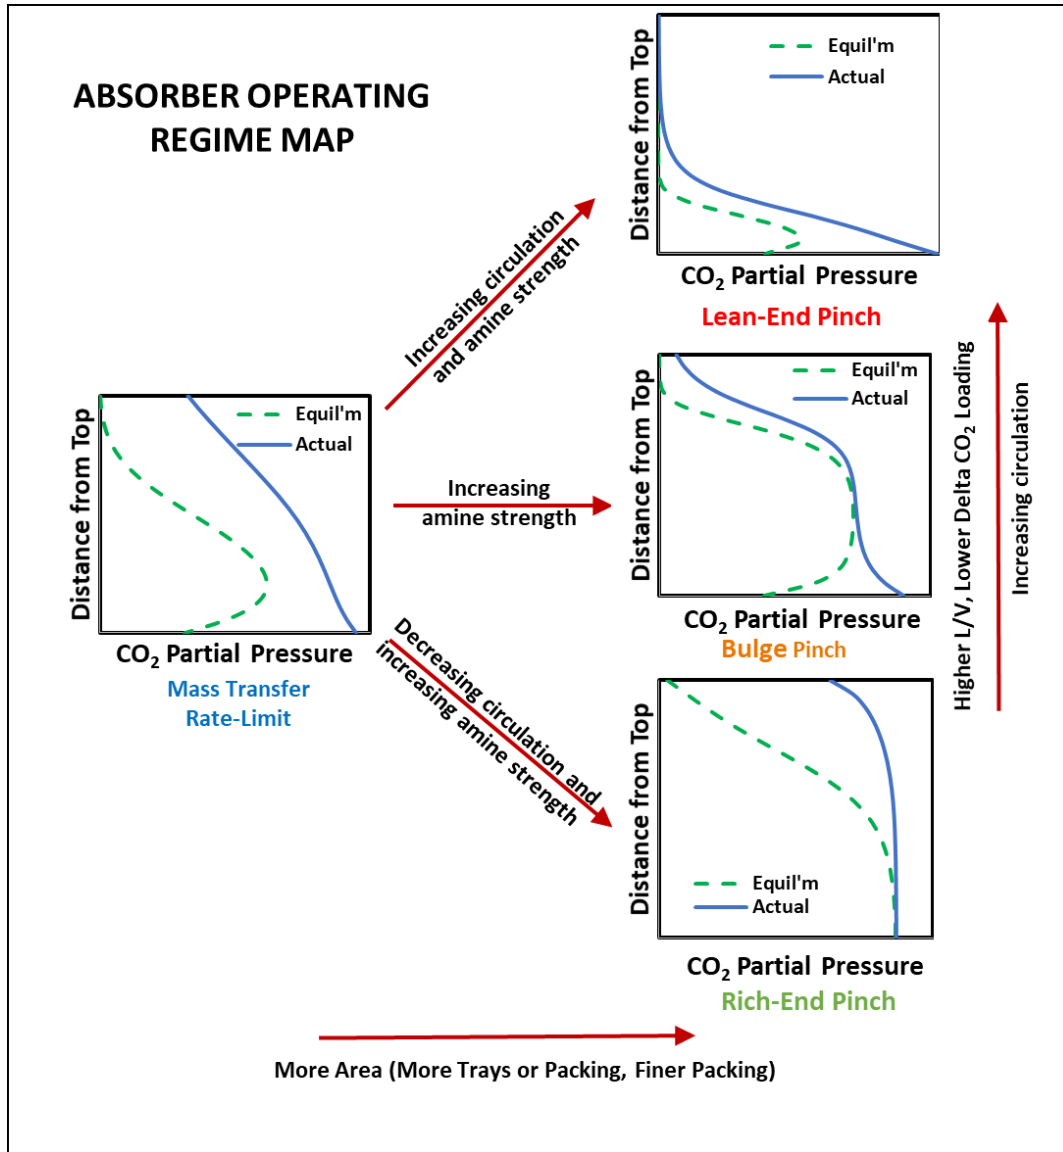 ABSORBER OPERATING
REGIME MAP
Equil'm
Actual
Distance from Top
CO₂ Partial Pressure
Lean-End Pinch
Increasing circulation
and amine strength
Equil'm
Actual
Distance from Top
CO₂ Partial Pressure
Bulge Pinch
Equil'm
Actual
Distance from Top
CO₂ Partial Pressure
Mass Transfer
Rate-Limit
Increasing
amine strength
Decreasing circulation and
increasing amine strength
Equil'm
Actual
Distance from Top
CO₂ Partial Pressure
Rich-End Pinch
Higher L/V, Lower Delta CO₂ Loading
Increasing circulation
More Area (More Trays or Packing, Finer Packing)